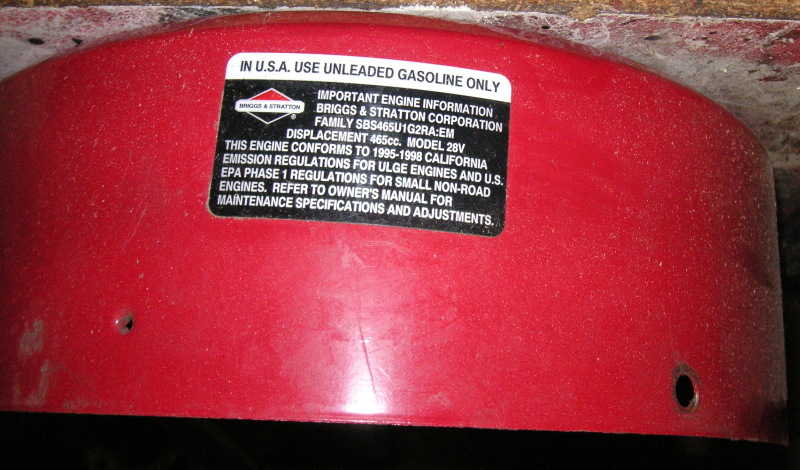 IN U.S.A. USE UNLEADED GASOLINE ONLY
BRIGGS & STRATTON
®
IMPORTANT ENGINE INFORMATION
BRIGGS & STRATTON CORPORATION
FAMILY SBS465U1G2RA:EM
DISPLACEMENT 465cc. MODEL 28V
THIS ENGINE CONFORMS TO 1995-1998 CALIFORNIA
EMISSION REGULATIONS FOR ULGE ENGINES AND U.S.
EPA PHASE 1 REGULATIONS FOR SMALL NON-ROAD
ENGINES. REFER TO OWNER'S MANUAL FOR
MAINTENANCE SPECIFICATIONS AND ADJUSTMENTS.